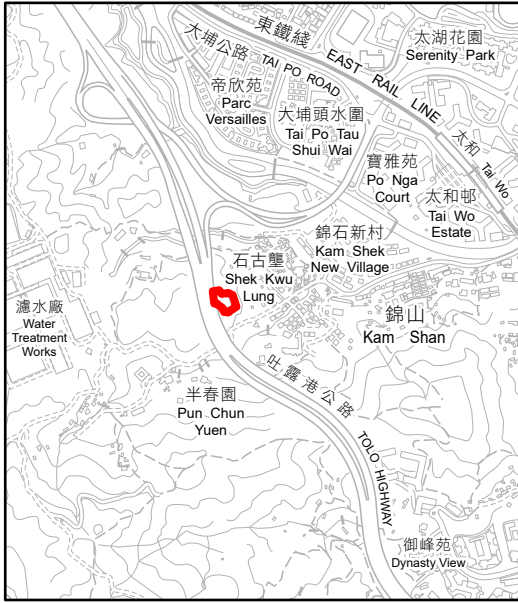 東鐵綫
EAST RAIL LINE
大埔公路
TAI PO ROAD
太湖花園
Serenity Park
帝欣苑
Parc
Versailles
大埔頭水圍
Tai Po Tau
Shui Wai
太和
Tai Wo
寶雅苑
Po Nga
Court
太和邨
Tai Wo
Estate
錦石新村
Kam Shek
New Village
石古壟
Shek Kwu
Lung
濾水廠
Water
Treatment
Works
錦山
Kam Shan
吐露港公路
TOLO HIGHWAY
半春園
Pun Chun
Yuen
御峰苑
Dynasty View